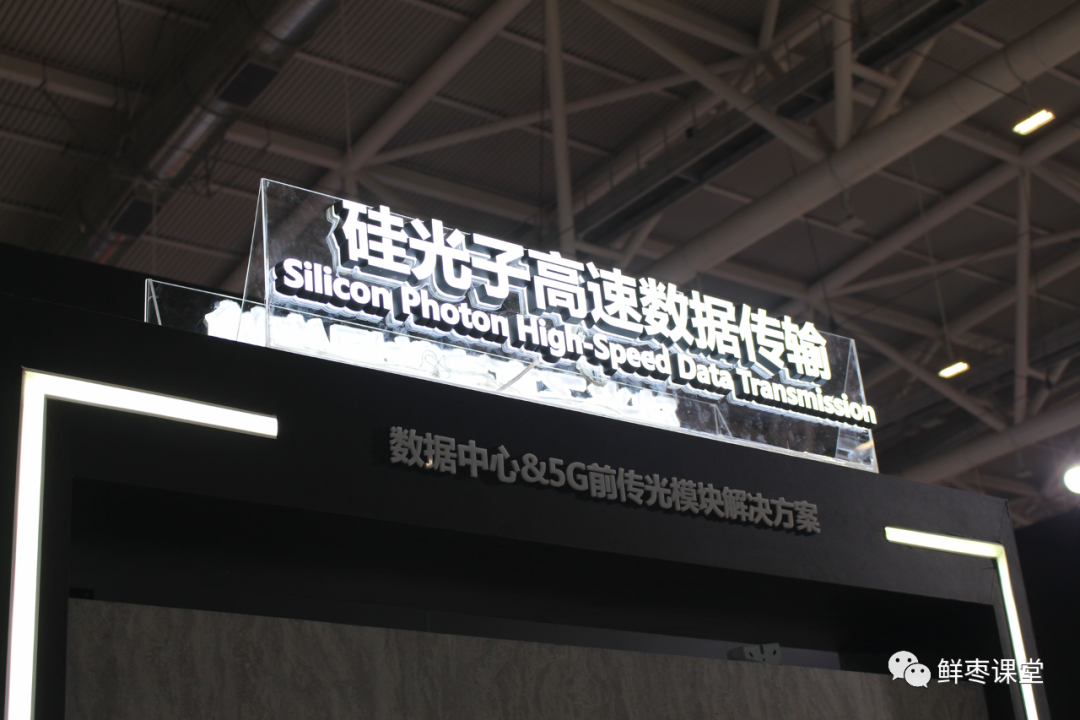 硅光子高速数据传输
Silicon Photon High-Speed Data Transmission
数据中心&5G前传光模块解决方案
鲜枣课堂